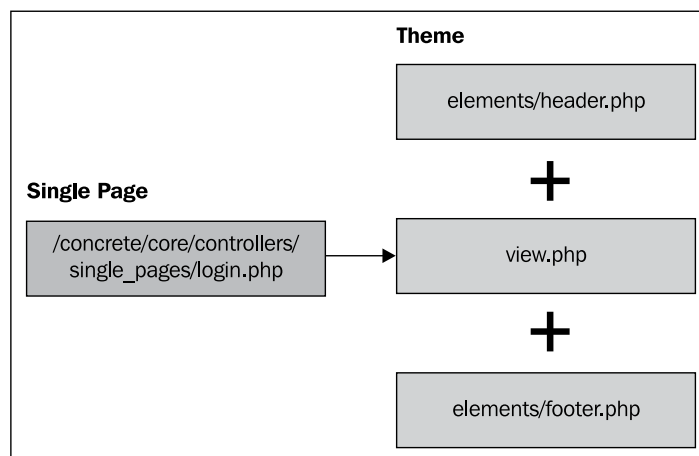 Theme
elements/header.php
+
Single Page
/concrete/core/controllers/
single_pages/login.php
view.php
+
elements/footer.php